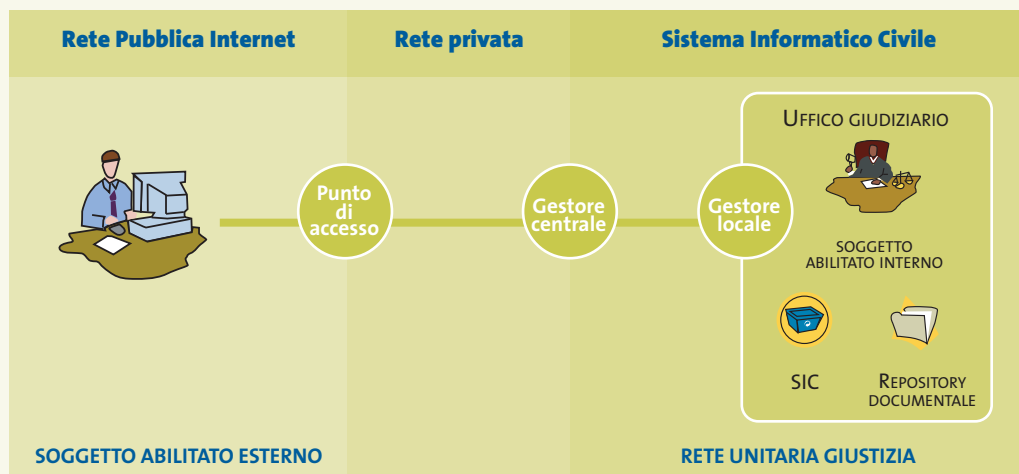 Rete Pubblica Internet
Rete privata
Sistema Informatico Civile
UFFICO GIUDIZIARIO
Punto
di
accesso
Gestore
centrale
Gestore
locale
SOGGETTO
ABILITATO INTERNO
SIC
REPOSITORY
DOCUMENTALE
SOGGETTO ABILITATO ESTERNO
RETE UNITARIA GIUSTIZIA